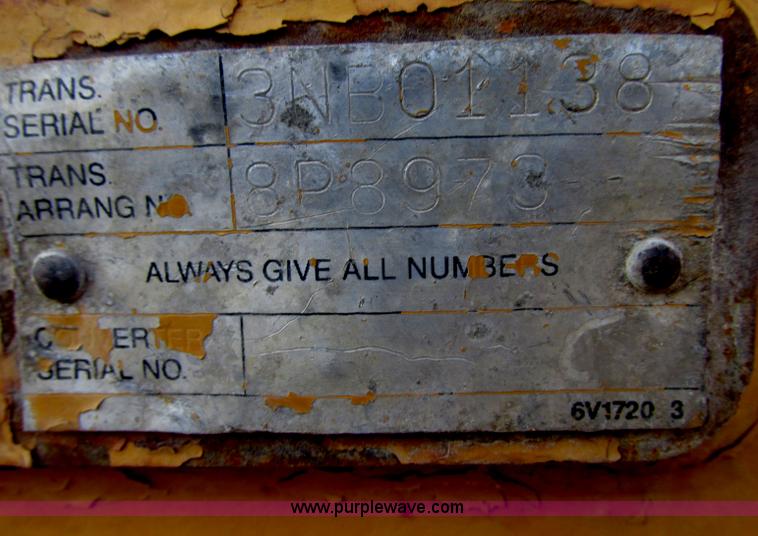 TRANS.
SERIAL NO. 3NB01138
TRANS.
ARRANG NO. 8P8973
ALWAYS GIVE ALL NUMBERS
CONVERTER
SERIAL NO.
6V1720 3
www.purplewave.com